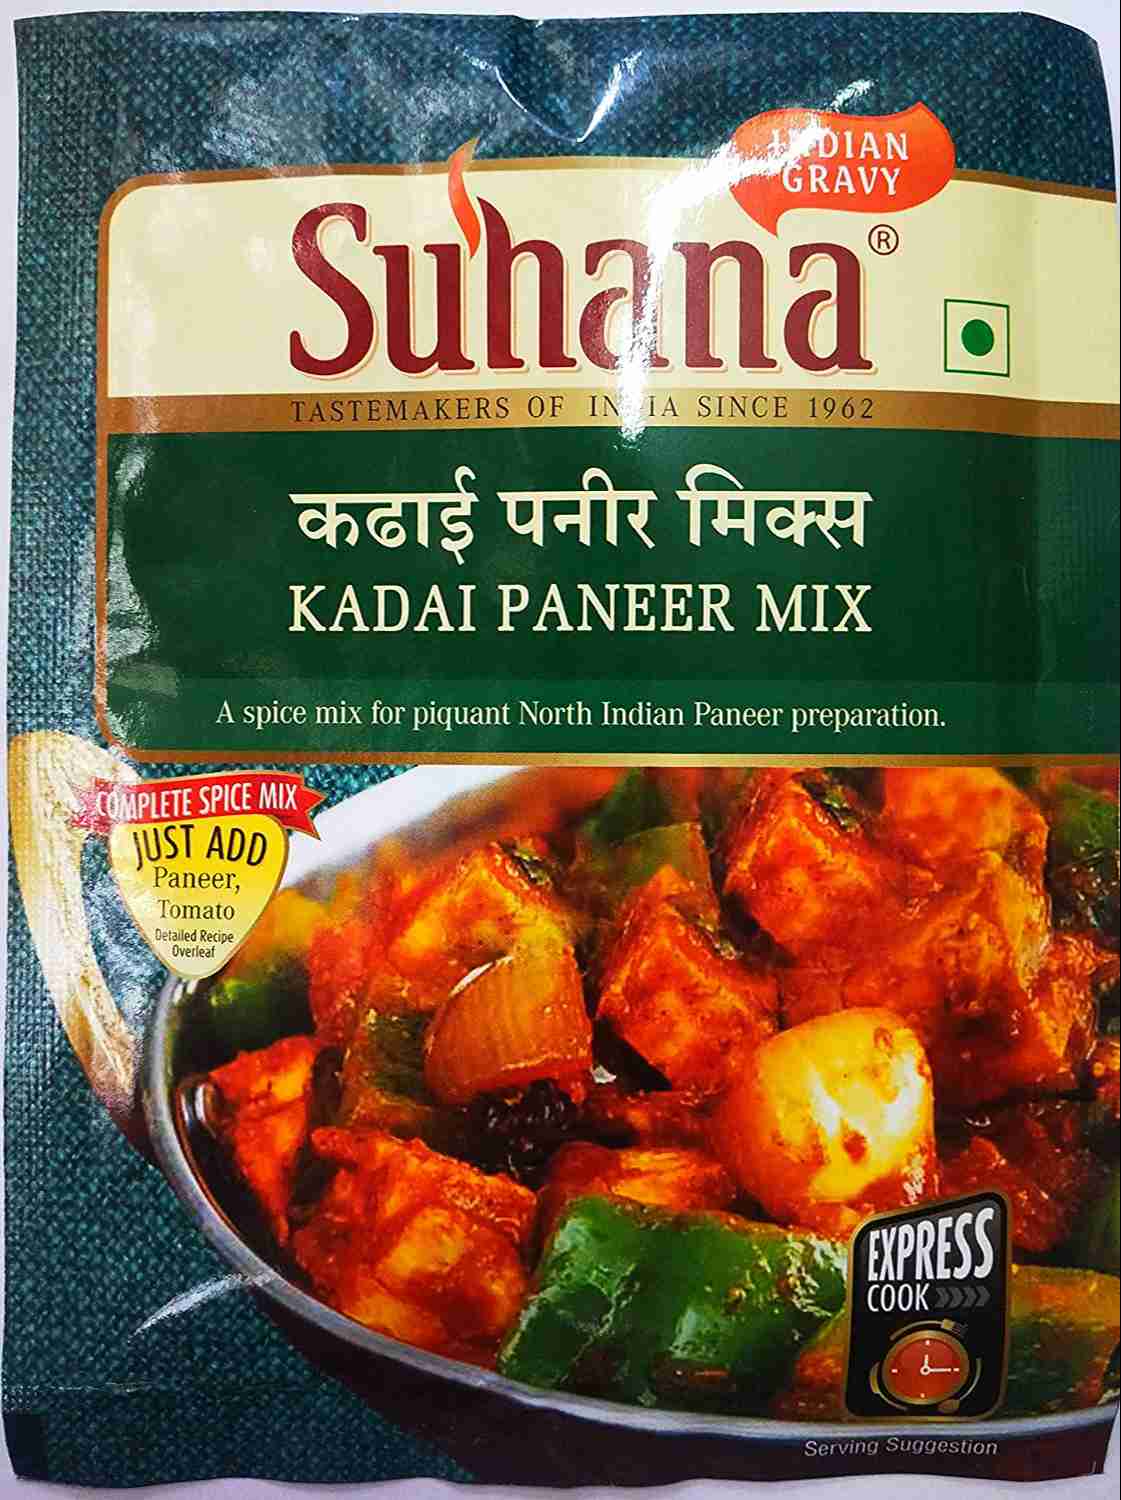 INDIAN
GRAVY
Suhana®
TASTEMAKERS OF INDIA SINCE 1962
कढाई पनीर मिक्स
KADAI PANEER MIX
A spice mix for piquant North Indian Paneer preparation.
COMPLETE SPICE MIX
JUST ADD
Paneer,
Tomato
Detailed Recipe
Overleaf
EXPRESS
COOK
Serving Suggestion